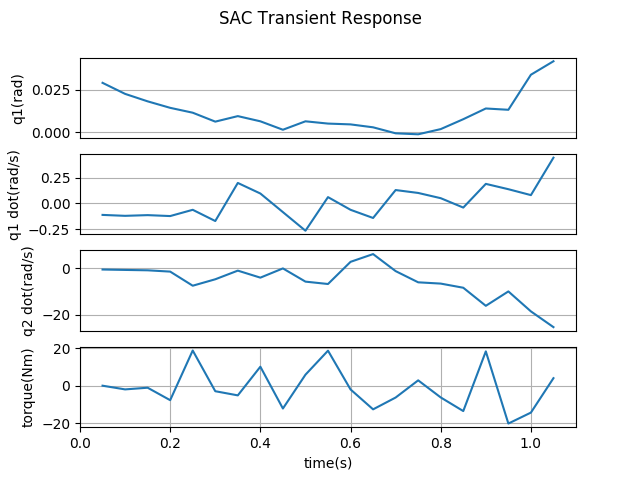 SAC Transient Response
q1(rad)
0.025
0.000
q1 dot(rad/s)
0.25
0.00
−0.25
q2 dot(rad/s)
0
−20
torque(Nm)
20
0
−20
0.0 0.2 0.4 0.6 0.8 1.0
time(s)